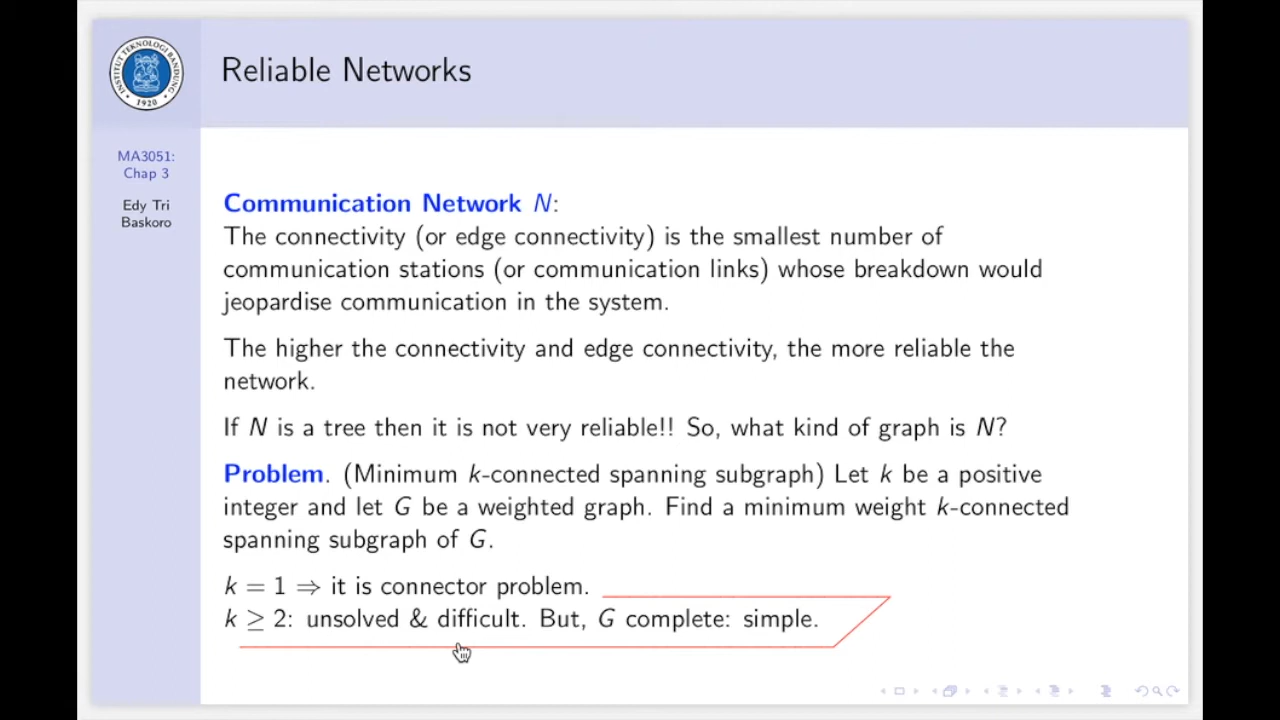 INSTITUT TEKNOLOGI BANDUNG
1920
Reliable Networks
MA3051:
Chap 3
Edy Tri
Baskoro
Communication Network N:
The connectivity (or edge connectivity) is the smallest number of
communication stations (or communication links) whose breakdown would
jeopardise communication in the system.
The higher the connectivity and edge connectivity, the more reliable the
network.
If N is a tree then it is not very reliable!! So, what kind of graph is N?
Problem. (Minimum k-connected spanning subgraph) Let k be a positive
integer and let G be a weighted graph. Find a minimum weight k-connected
spanning subgraph of G.
k = 1 ⇒ it is connector problem.
k ≥ 2: unsolved & difficult. But, G complete: simple.